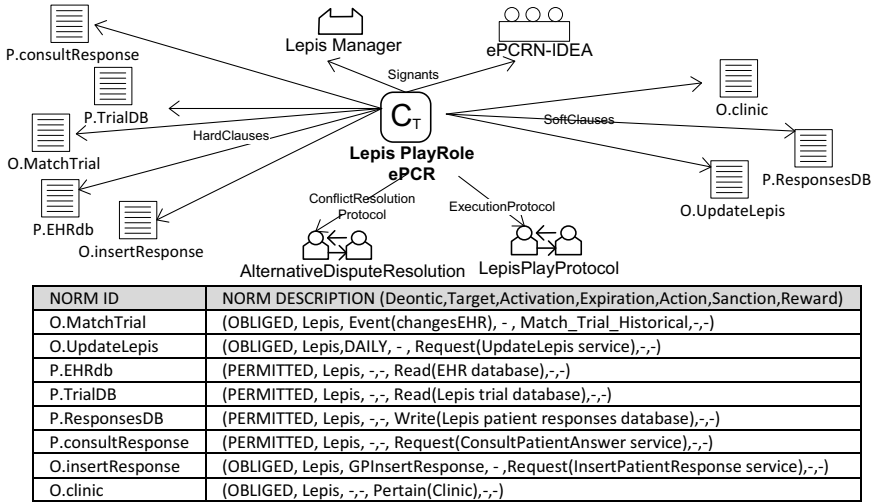 P.consultResponse
Lepis Manager
ePCRN-IDEA
Signants
P.TrialDB
O.clinic
HardClauses
CT
SoftClauses
O.MatchTrial
Lepis PlayRole
ePCR
P.ResponsesDB
P.EHRdb
ConflictResolution
Protocol
ExecutionProtocol
O.UpdateLepis
O.insertResponse
AlternativeDisputeResolution
LepisPlayProtocol
NORM ID NORM DESCRIPTION (Deontic,Target,Activation,Expiration,Action,Sanction,Reward)
O.MatchTrial (OBLIGED, Lepis, Event(changesEHR), - , Match_Trial_Historical,-,-)
O.UpdateLepis (OBLIGED, Lepis,DAILY, - , Request(UpdateLepis service),-,-)
P.EHRdb (PERMITTED, Lepis, -,-, Read(EHR database),-,-)
P.TrialDB (PERMITTED, Lepis, -,-, Read(Lepis trial database),-,-)
P.ResponsesDB (PERMITTED, Lepis, -,-, Write(Lepis patient responses database),-,-)
P.consultResponse (PERMITTED, Lepis, -,-, Request(ConsultPatientAnswer service),-,-)
O.insertResponse (OBLIGED, Lepis, GPInsertResponse, - ,Request(InsertPatientResponse service),-,-)
O.clinic (OBLIGED, Lepis, -,-, Pertain(Clinic),-,-)